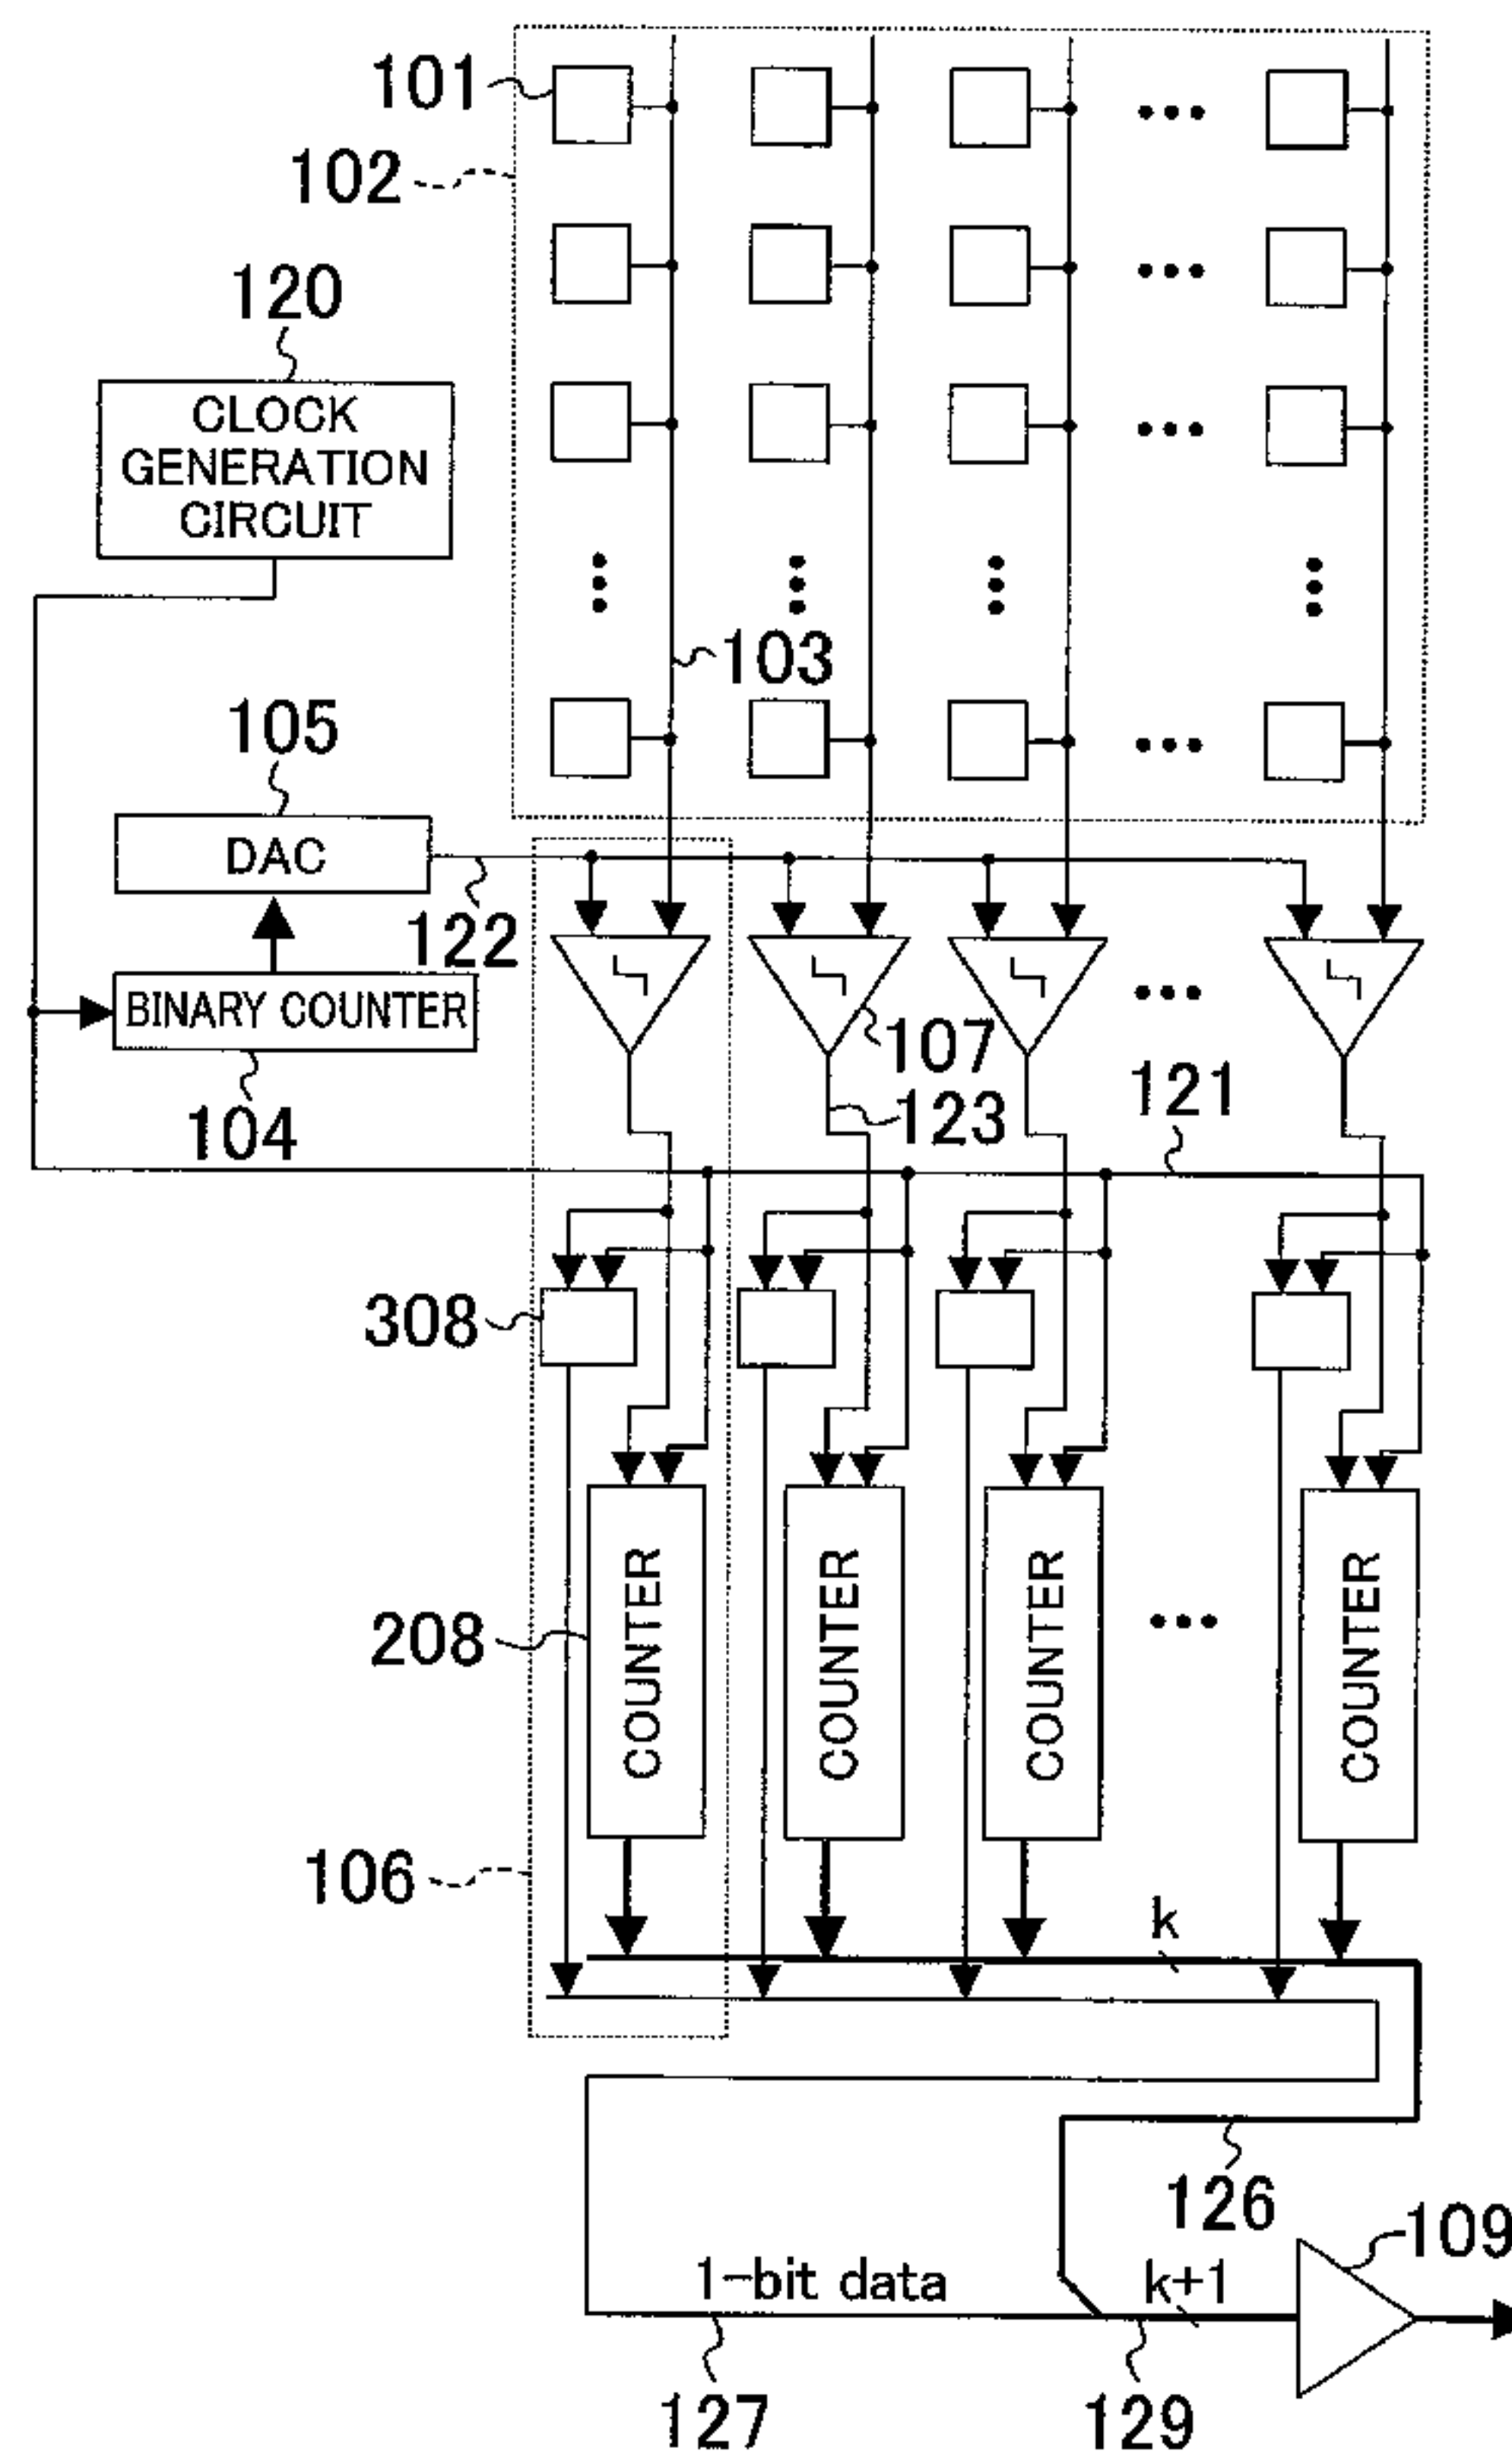 101
102
120
CLOCK
GENERATION
CIRCUIT
103
105
DAC
122
BINARY COUNTER
107
104
123
121
308
208
COUNTER
COUNTER
COUNTER
COUNTER
106
k
126
109
1-bit data
k+1
127
129